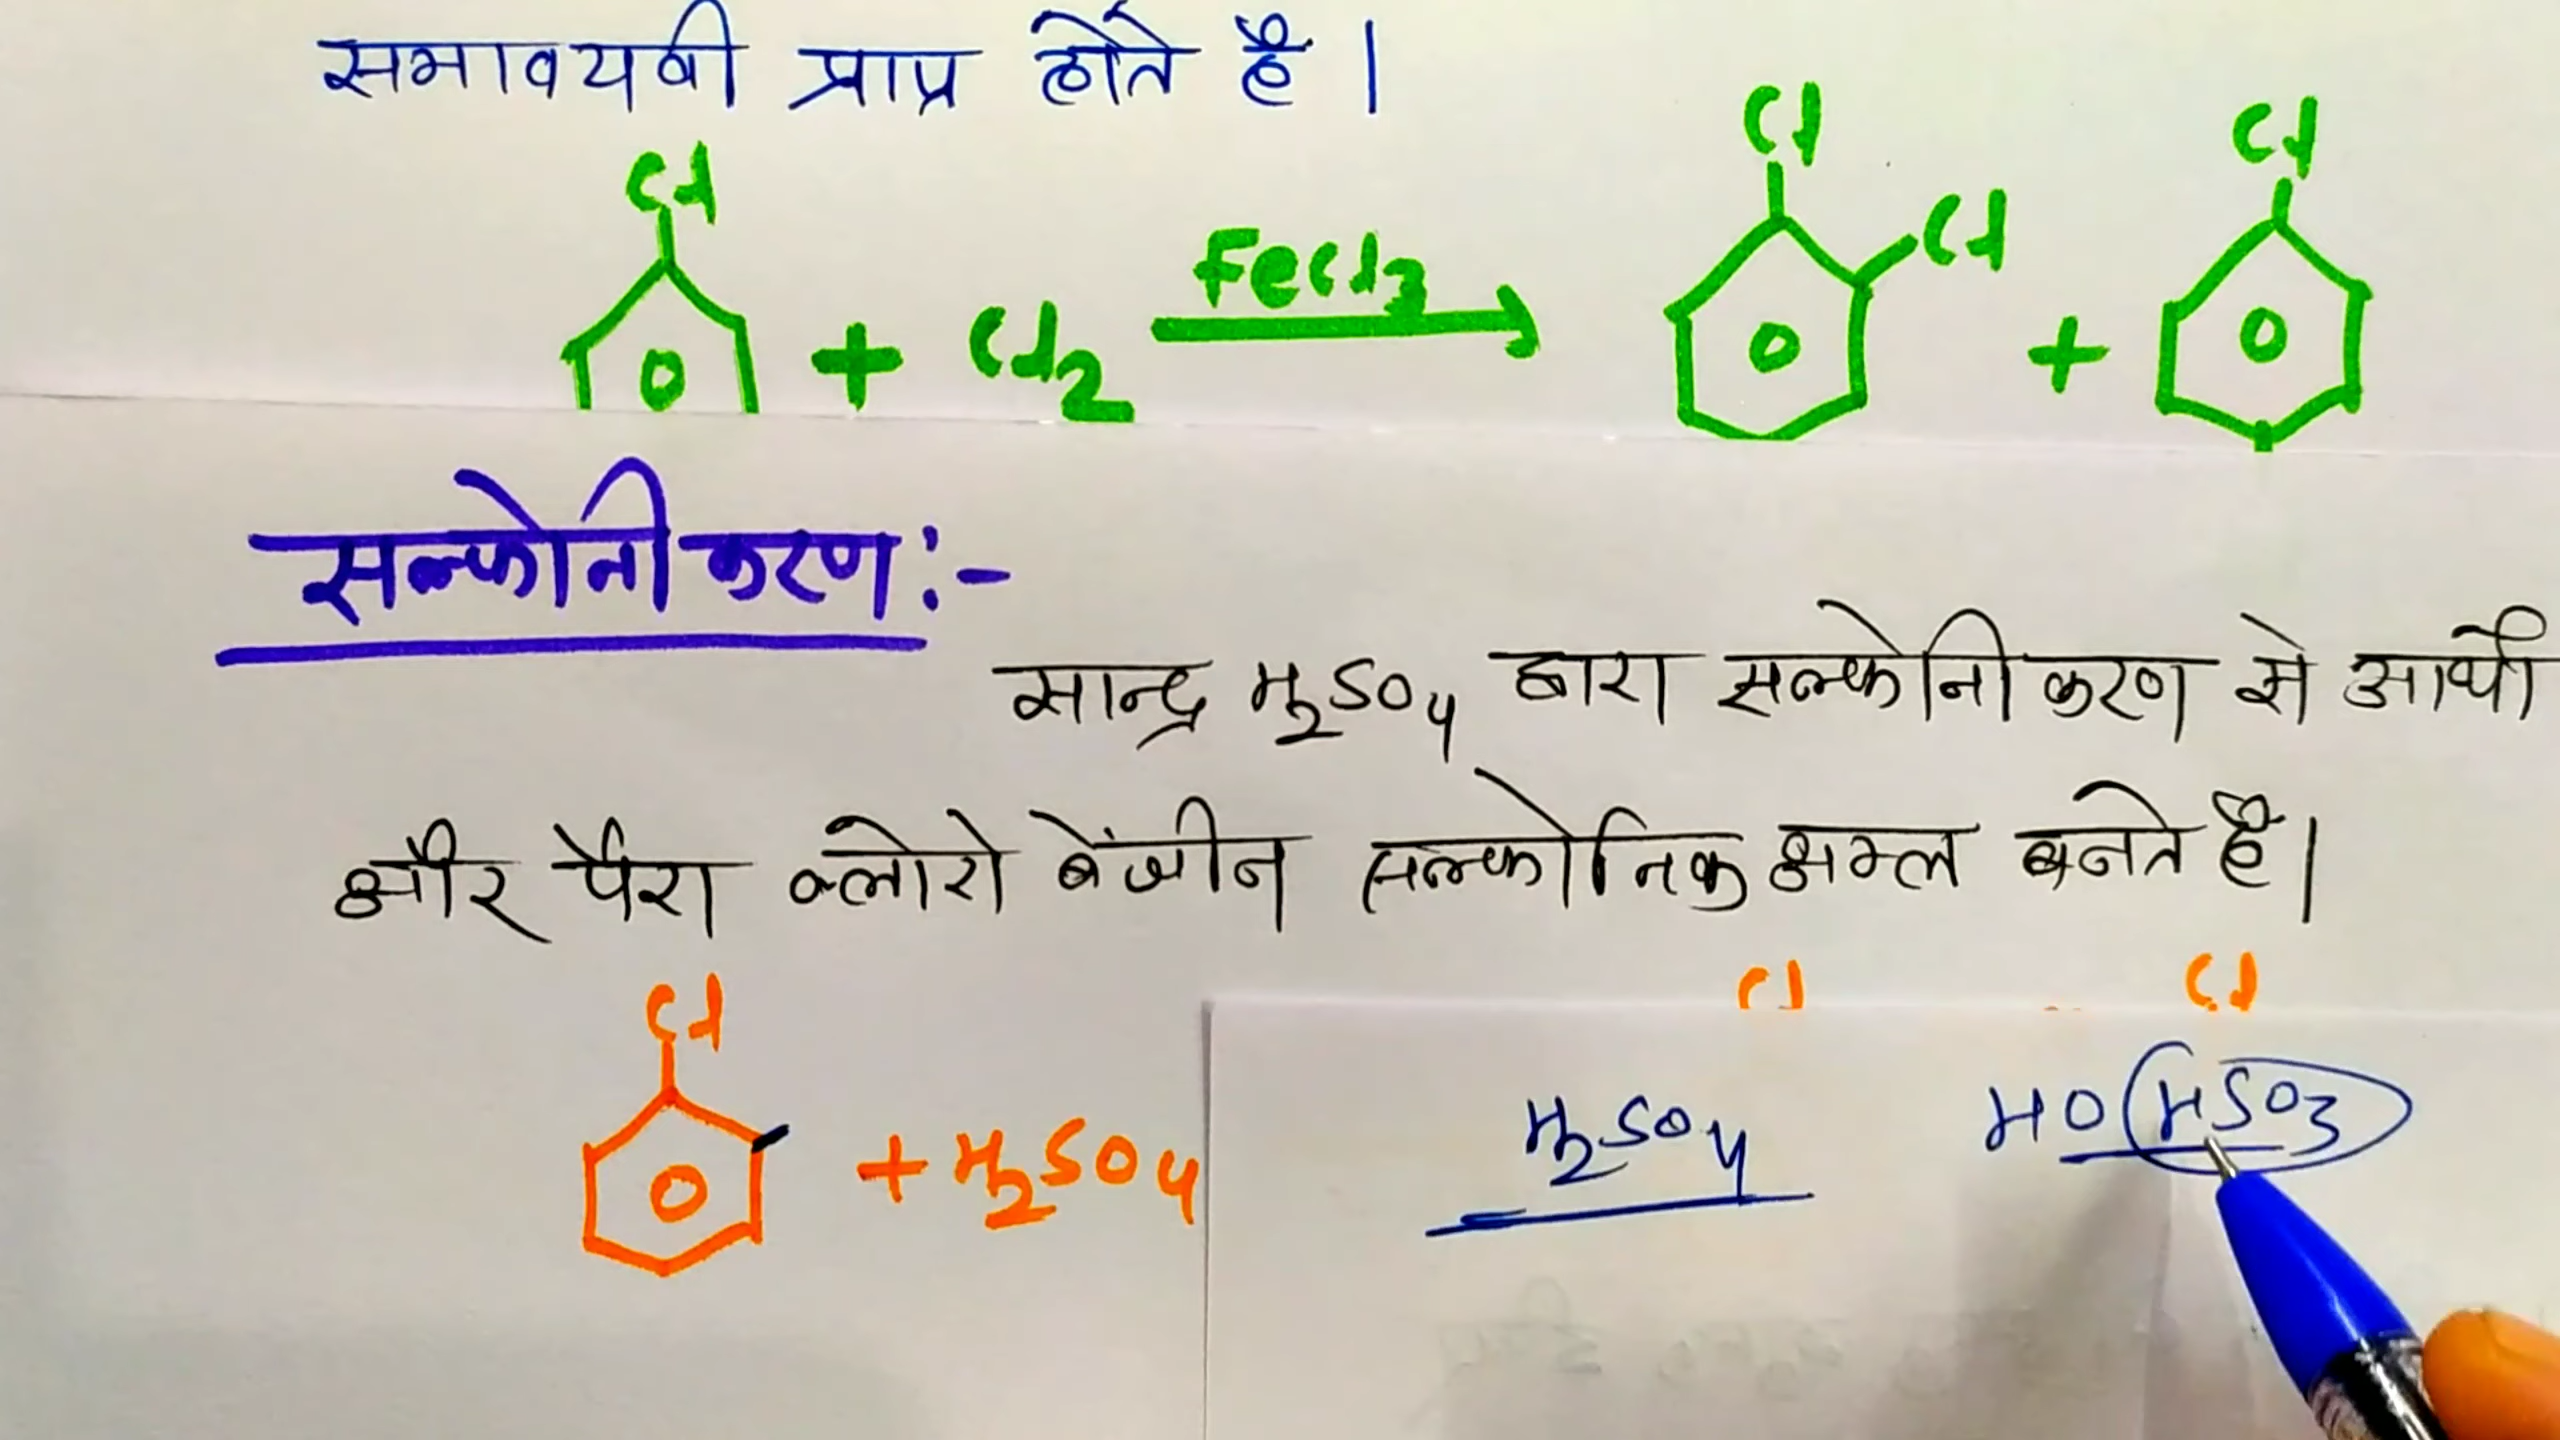 समावयवी प्राप्त होते है।
Cl Cl Cl
Cl + Cl2 FeCl3 +
सल्फोनीकरण:-
सान्द्र H2SO4 द्वारा सल्फोनीकरण से आर्थो
और पैरा क्लोरो बेंजीन सल्फोनिक अम्ल बनते है।
Cl Cl Cl
+ H2SO4 H2SO4 HO HSO3